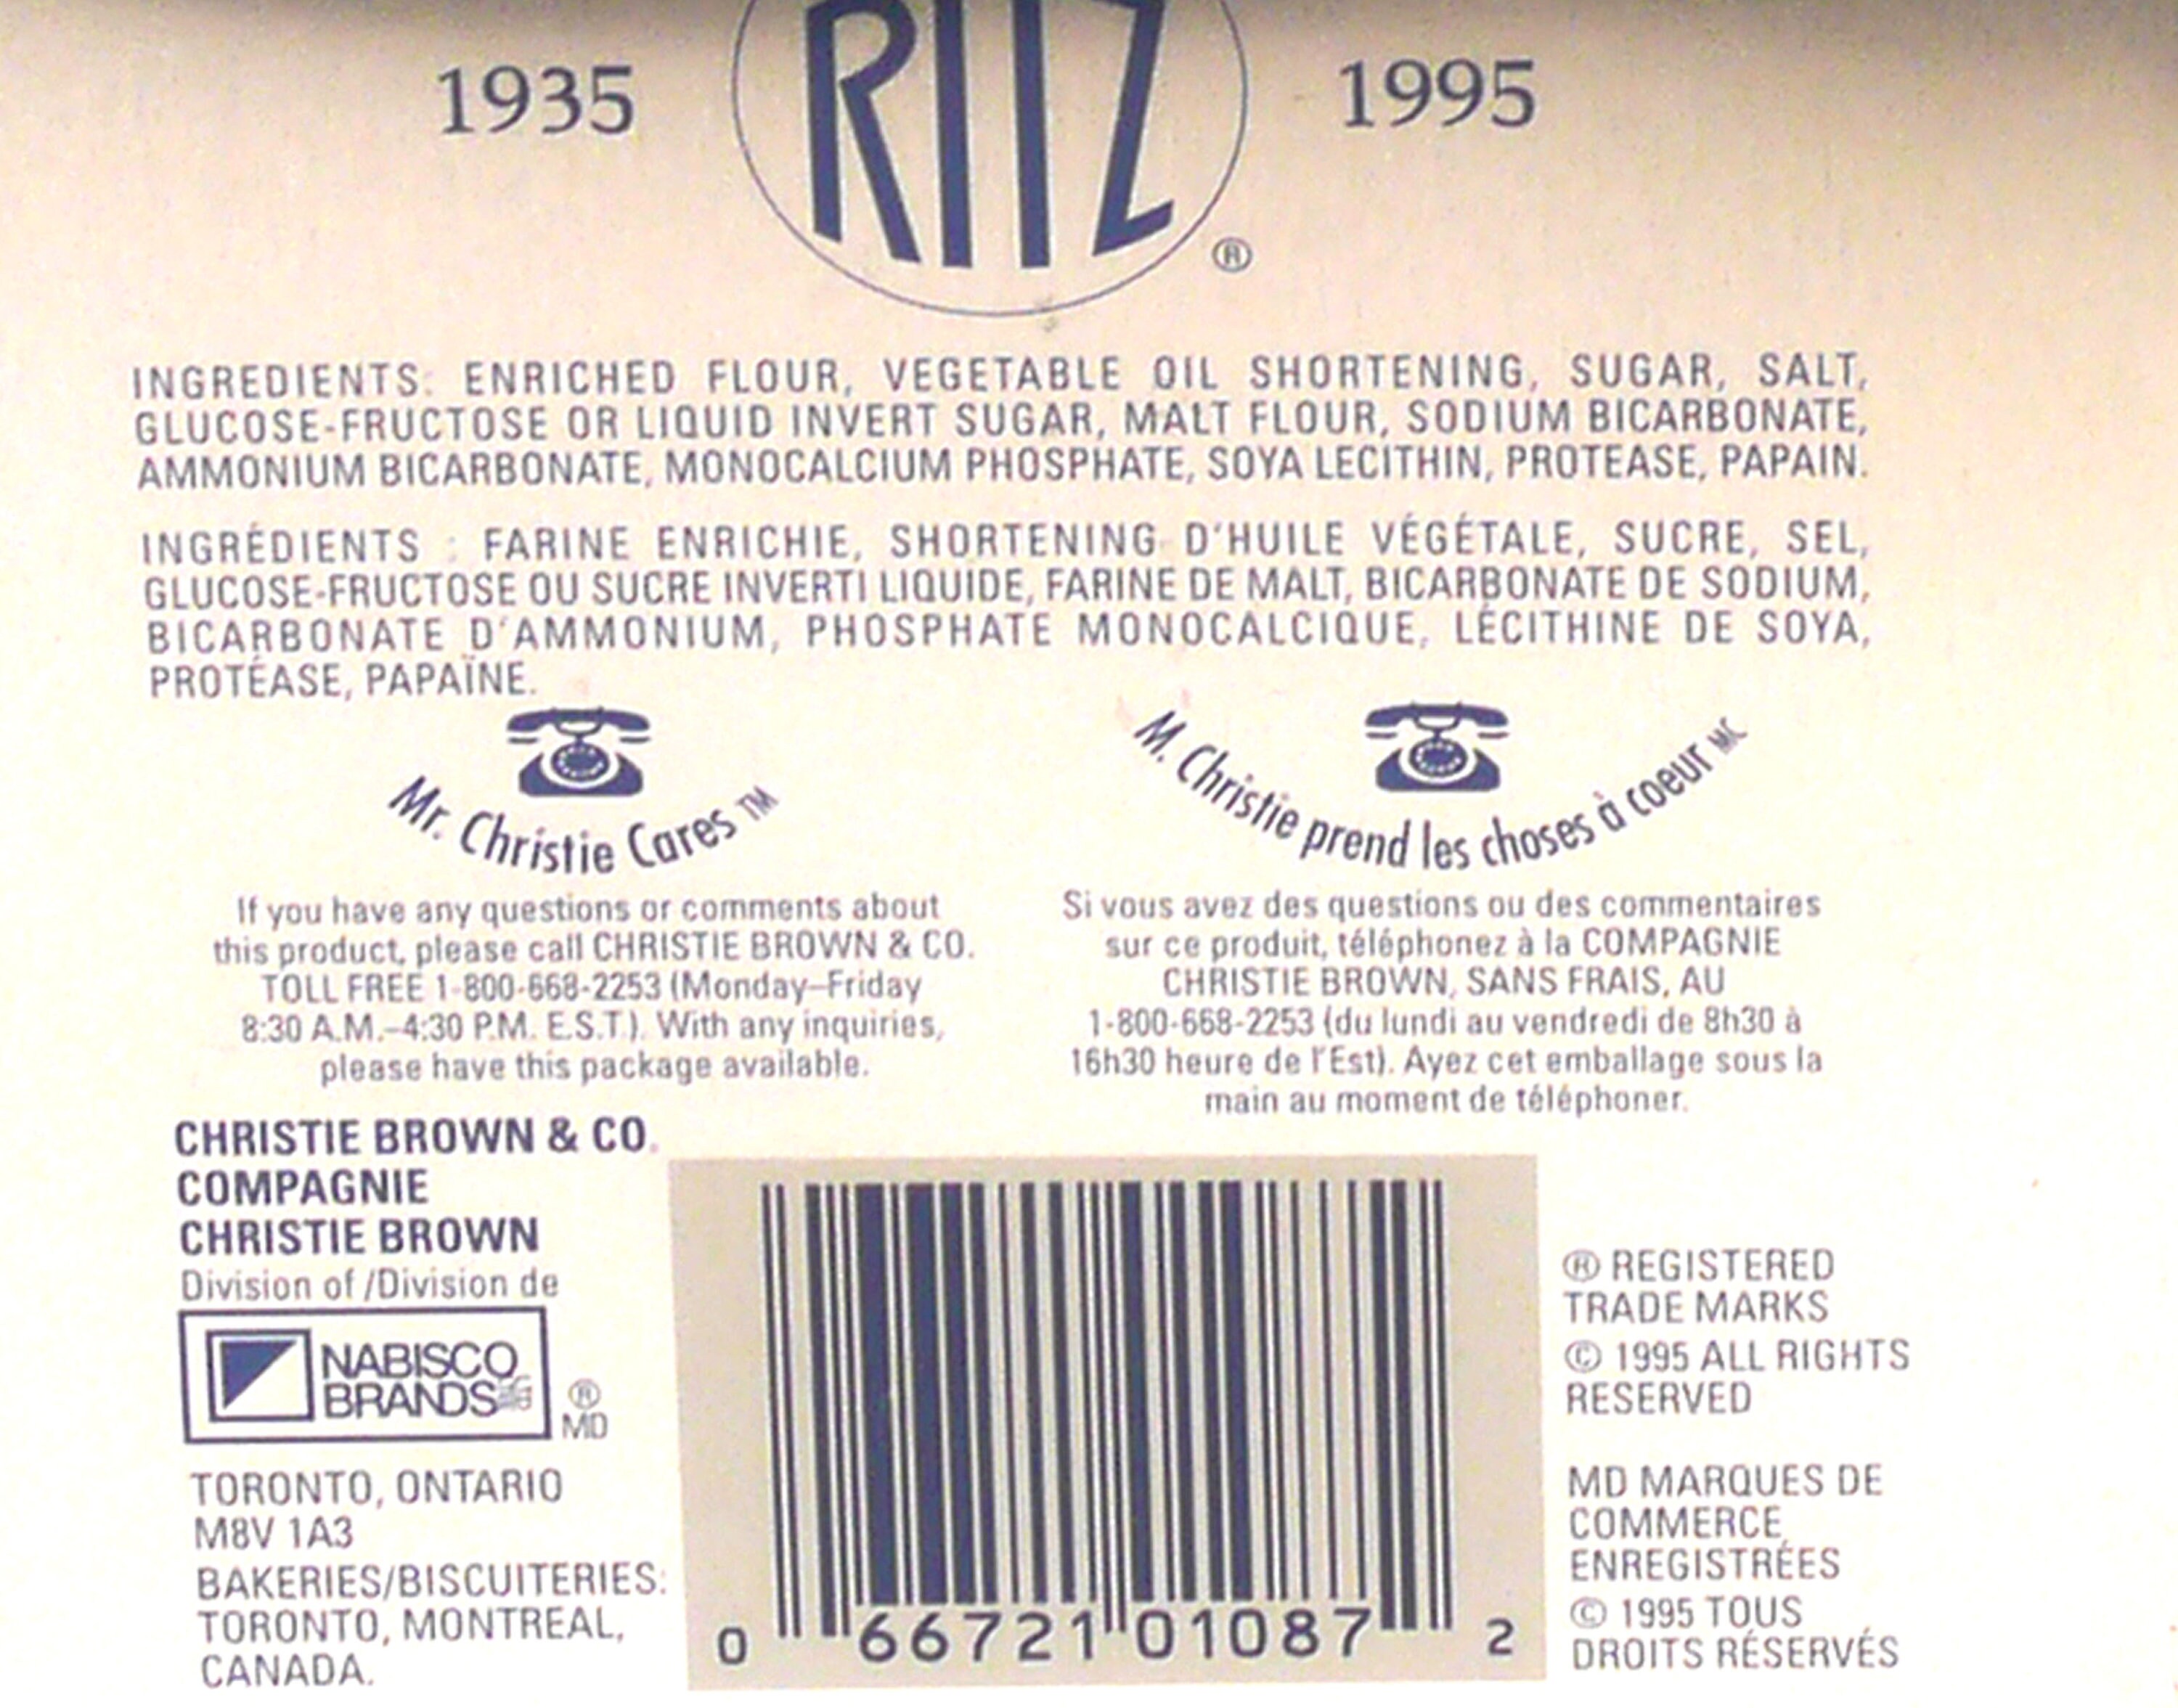 1935 RITZ 1995
®
INGREDIENTS: ENRICHED FLOUR, VEGETABLE OIL SHORTENING, SUGAR, SALT,
GLUCOSE-FRUCTOSE OR LIQUID INVERT SUGAR, MALT FLOUR, SODIUM BICARBONATE,
AMMONIUM BICARBONATE, MONOCALCIUM PHOSPHATE, SOYA LECITHIN, PROTEASE, PAPAIN.
INGRÉDIENTS : FARINE ENRICHIE, SHORTENING D'HUILE VÉGÉTALE, SUCRE, SEL,
GLUCOSE-FRUCTOSE OU SUCRE INVERTI LIQUIDE, FARINE DE MALT, BICARBONATE DE SODIUM,
BICARBONATE D'AMMONIUM, PHOSPHATE MONOCALCIQUE, LÉCITHINE DE SOYA,
PROTÉASE, PAPAÏNE.
Mr. Christie Cares TM
If you have any questions or comments about
this product, please call CHRISTIE BROWN & CO.
TOLL FREE 1-800-668-2253 (Monday–Friday
8:30 A.M.–4:30 P.M. E.S.T.). With any inquiries,
please have this package available.
M. Christie prend les choses à coeur MC
Si vous avez des questions ou des commentaires
sur ce produit, téléphonez à la COMPAGNIE
CHRISTIE BROWN, SANS FRAIS, AU
1-800-668-2253 (du lundi au vendredi de 8h30 à
16h30 heure de l'Est). Ayez cet emballage sous la
main au moment de téléphoner.
CHRISTIE BROWN & CO.
COMPAGNIE
CHRISTIE BROWN
Division of /Division de
NABISCO
BRANDS
®
MD
TORONTO, ONTARIO
M8V 1A3
BAKERIES/BISCUITERIES:
TORONTO, MONTREAL,
CANADA.
0 66721 01087 2
® REGISTERED
TRADE MARKS
© 1995 ALL RIGHTS
RESERVED
MD MARQUES DE
COMMERCE
ENREGISTRÉES
© 1995 TOUS
DROITS RÉSERVÉS